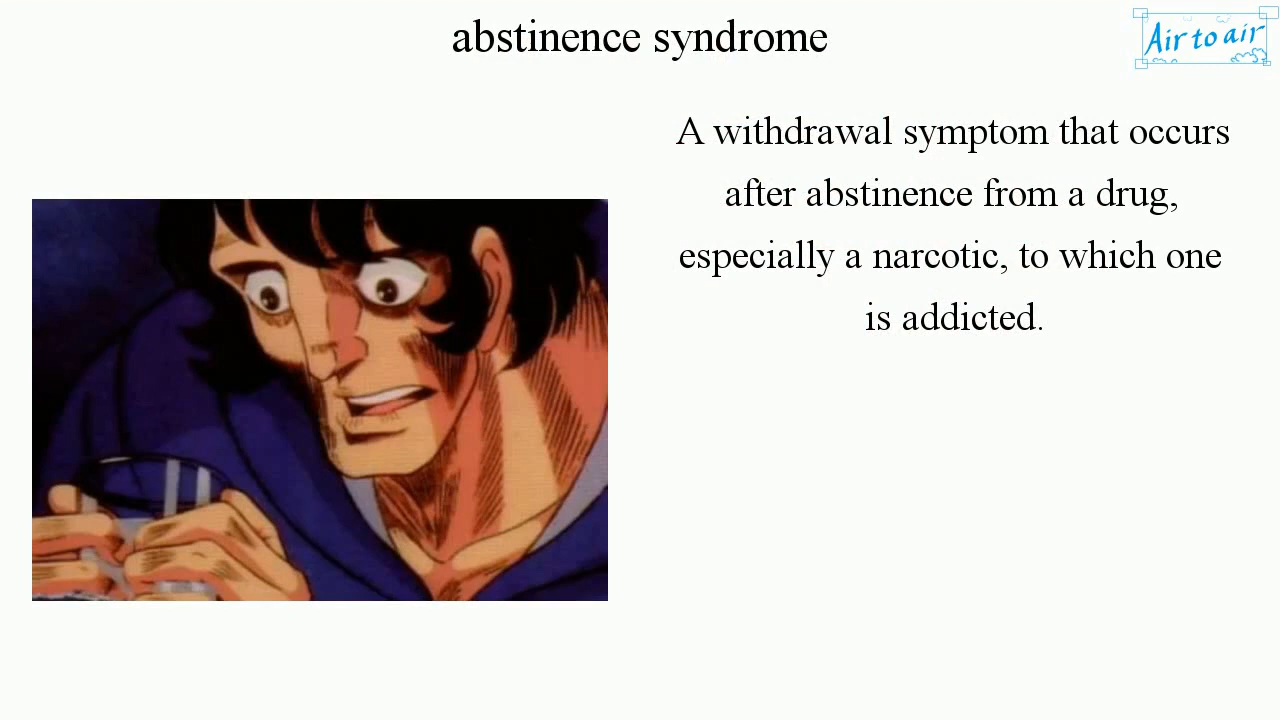 abstinence syndrome
Air to air
A withdrawal symptom that occurs
after abstinence from a drug,
especially a narcotic, to which one
is addicted.